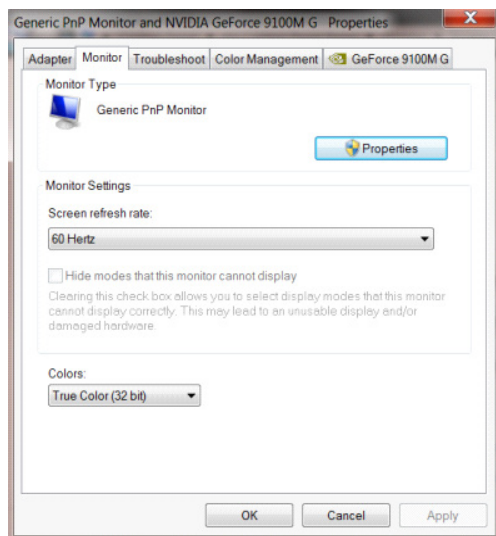 Generic PnP Monitor and NVIDIA GeForce 9100M G Properties
Adapter Monitor Troubleshoot Color Management GeForce 9100M G
Monitor Type
Generic PnP Monitor
Properties
Monitor Settings
Screen refresh rate:
60 Hertz
Hide modes that this monitor cannot display
Clearing this check box allows you to select display modes that this monitor
cannot display correctly. This may lead to an unusable display and/or
damaged hardware.
Colors:
True Color (32 bit)
OK Cancel Apply